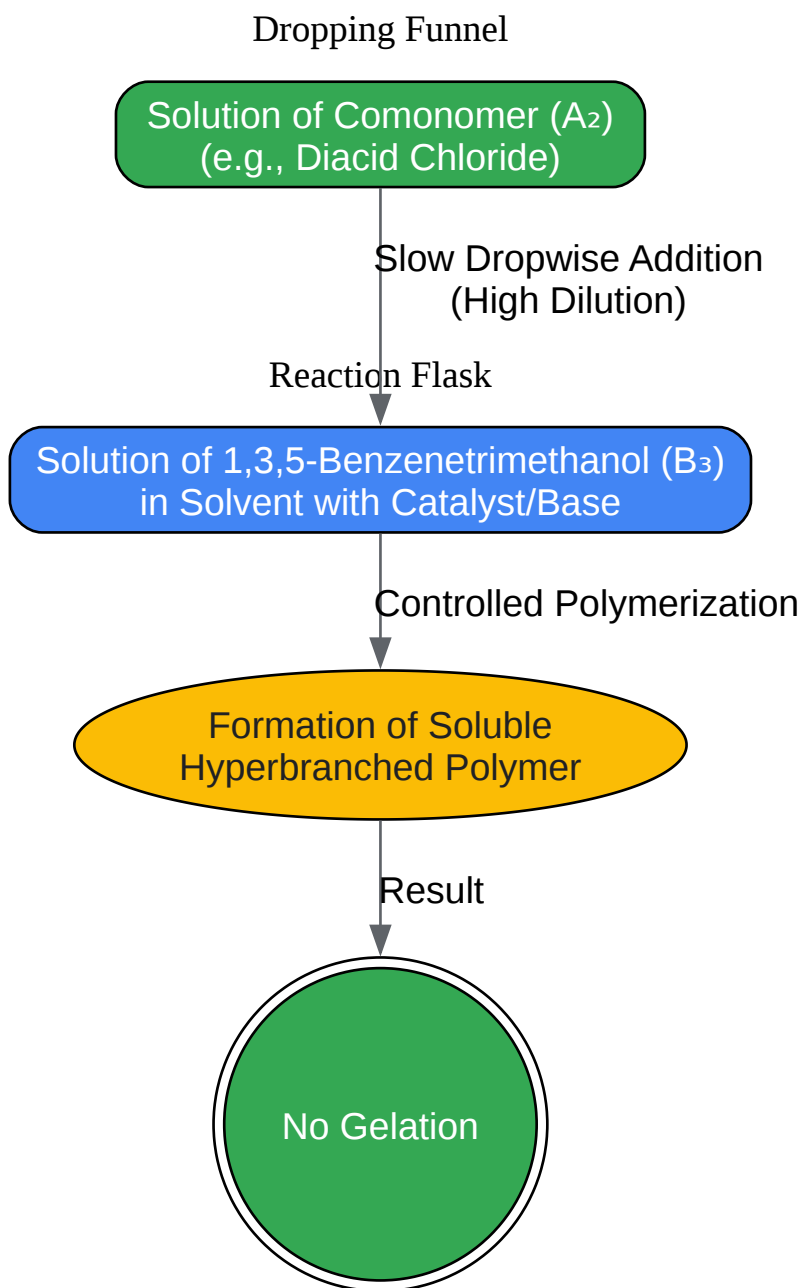 Dropping Funnel
Solution of Comonomer (A₂)
(e.g., Diacid Chloride)
Slow Dropwise Addition
(High Dilution)
Reaction Flask
Solution of 1,3,5-Benzenetrimethanol (B₃)
in Solvent with Catalyst/Base
Controlled Polymerization
Formation of Soluble
Hyperbranched Polymer
Result
No Gelation